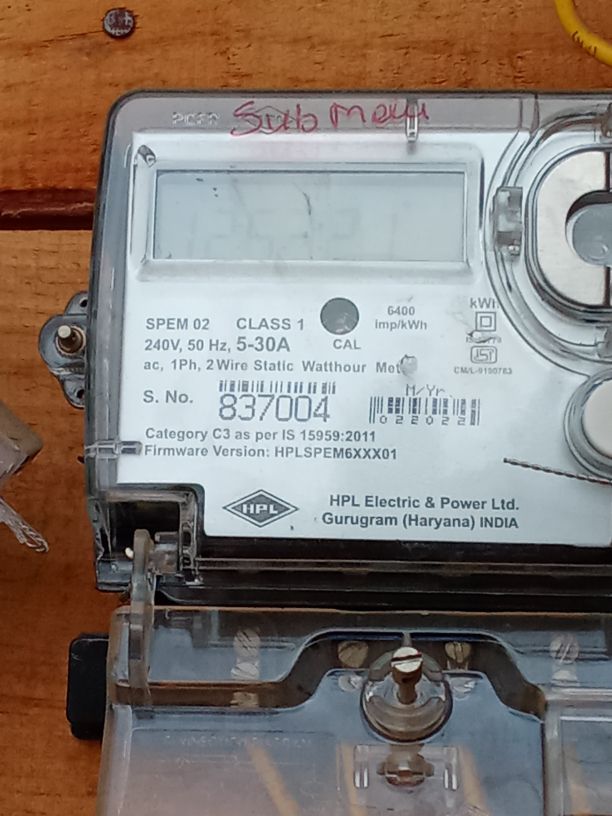 Sub Meter
SPEM 02 CLASS 1
240V, 50 Hz, 5-30A
CAL
6400
imp/kWh
kWh
ac, 1Ph, 2 Wire Static Watthour
CM/L-9100763
S. No.
837004
M/Yr.
022022
Category C3 as per IS 15959:2011
Firmware Version: HPLSPEM6XXX01
HPL
HPL Electric & Power Ltd.
Gurugram (Haryana) INDIA